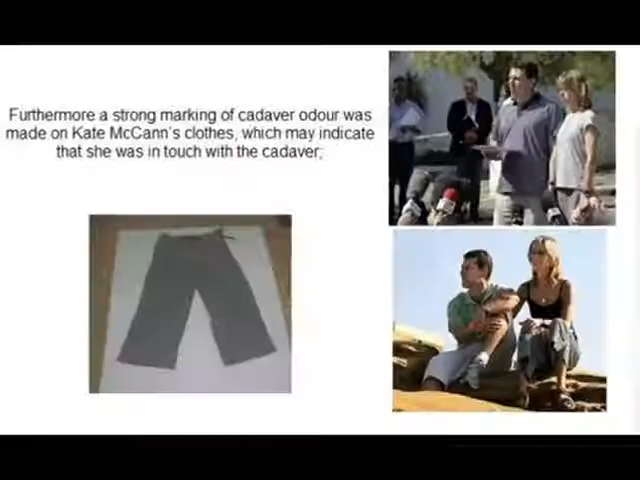 Furthermore a strong marking of cadaver odour was
made on Kate McCann's clothes, which may indicate
that she was in touch with the cadaver;